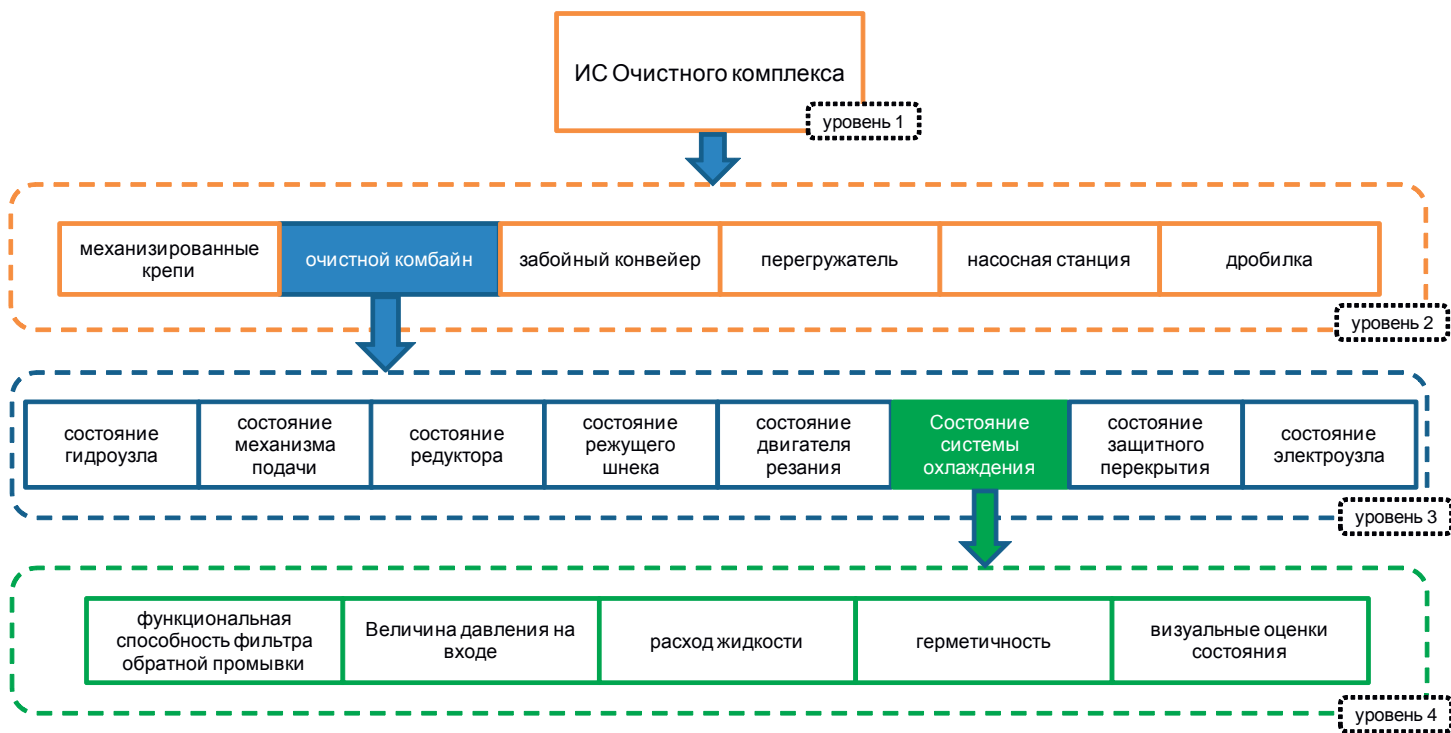 ИС Очистного комплекса
уровень 1
механизированные
крепи
очистной комбайн
забойный конвейер
перегружатель
насосная станция
дробилка
уровень 2
состояние
гидроузла
состояние
механизма
подачи
состояние
редуктора
состояние
режущего
шнека
состояние
двигателя
резания
Состояние
системы
охлаждения
состояние
защитного
перекрытия
состояние
электроузла
уровень 3
функциональная
способность фильтра
обратной промывки
Величина давления на
входе
расход жидкости
герметичность
визуальные оценки
состояния
уровень 4